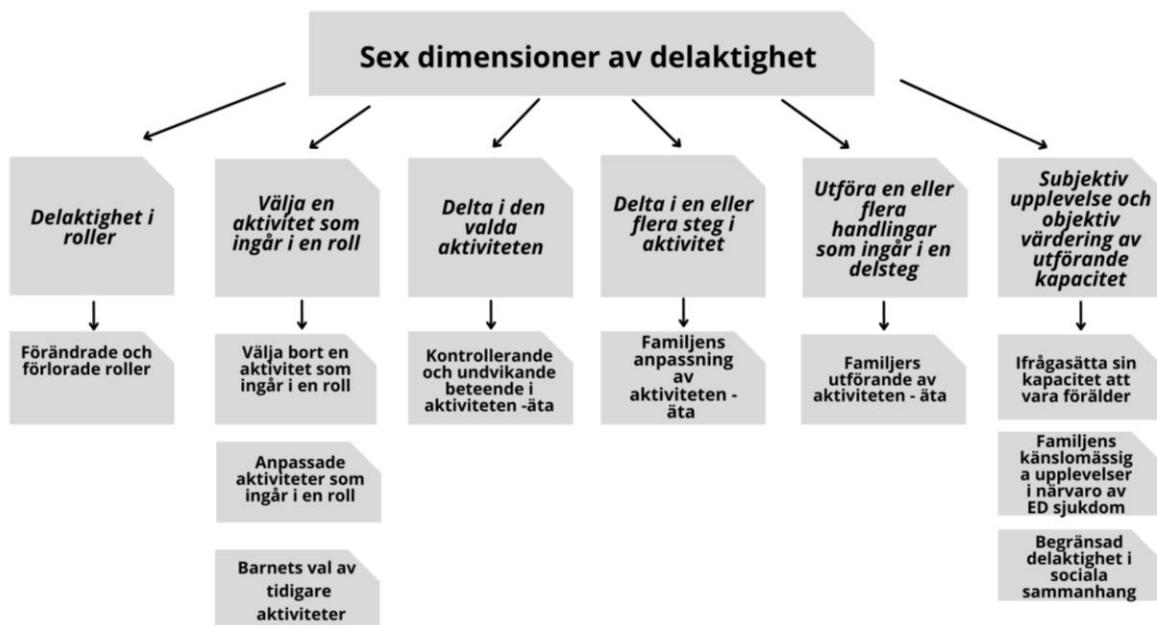 Sex dimensioner av delaktighet
Delaktighet i
roller
Välja en
aktivitet som
ingår i en roll
Delta i den
valda
aktiviteten
Delta i en eller
flera steg i
aktivitet
Utföra en eller
flera
handlingar
som ingår i en
delsteg
Subjektiv
upplevelse och
objektiv
värdering av
utförande
kapacitet
Förändrade och
förlorade roller
Välja bort en
aktivitet som
ingår i en roll
Kontrollerande
och undvikande
beteende i
aktiviteten -äta
Familjens
anpassning
av
aktiviteten -
äta
Familjers
utförande av
aktiviteten - äta
Ifrågasätta sin
kapacitet att
vara förälder
Anpassade
aktiviteter som
ingår i en roll
Familjens
känslomässig
a upplevelser
i närvaro av
ED sjukdom
Barnets val av
tidigare
aktiviteter
Begränsad
delaktighet i
sociala
sammanhang